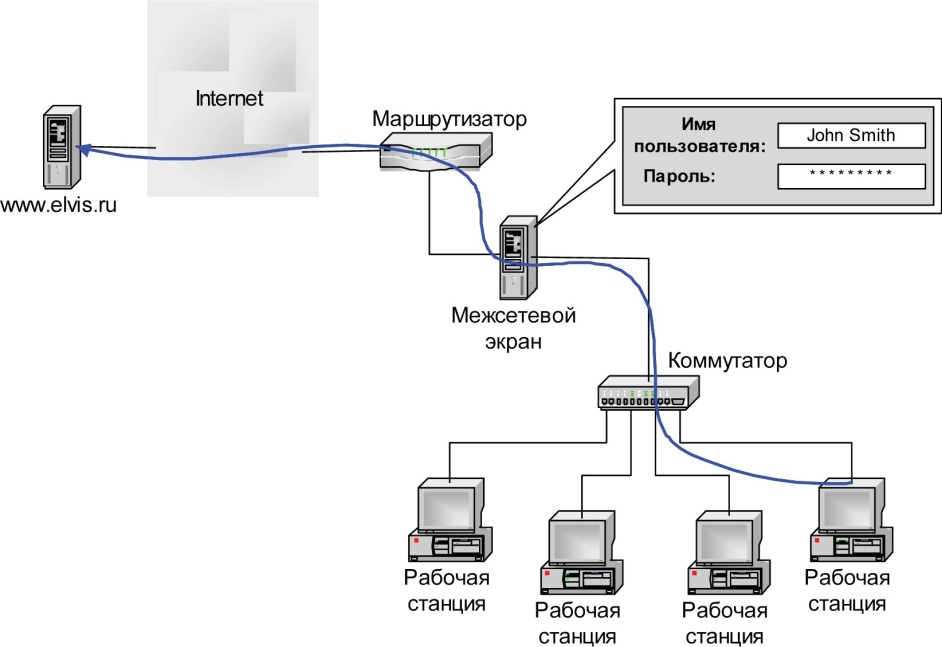 Internet
Маршрутизатор
www.elvis.ru
Имя
пользователя:
John Smith
Пароль:
* * * * * * * * *
Межсетевой
экран
Коммутатор
Рабочая
станция
Рабочая
станция
Рабочая
станция
Рабочая
станция